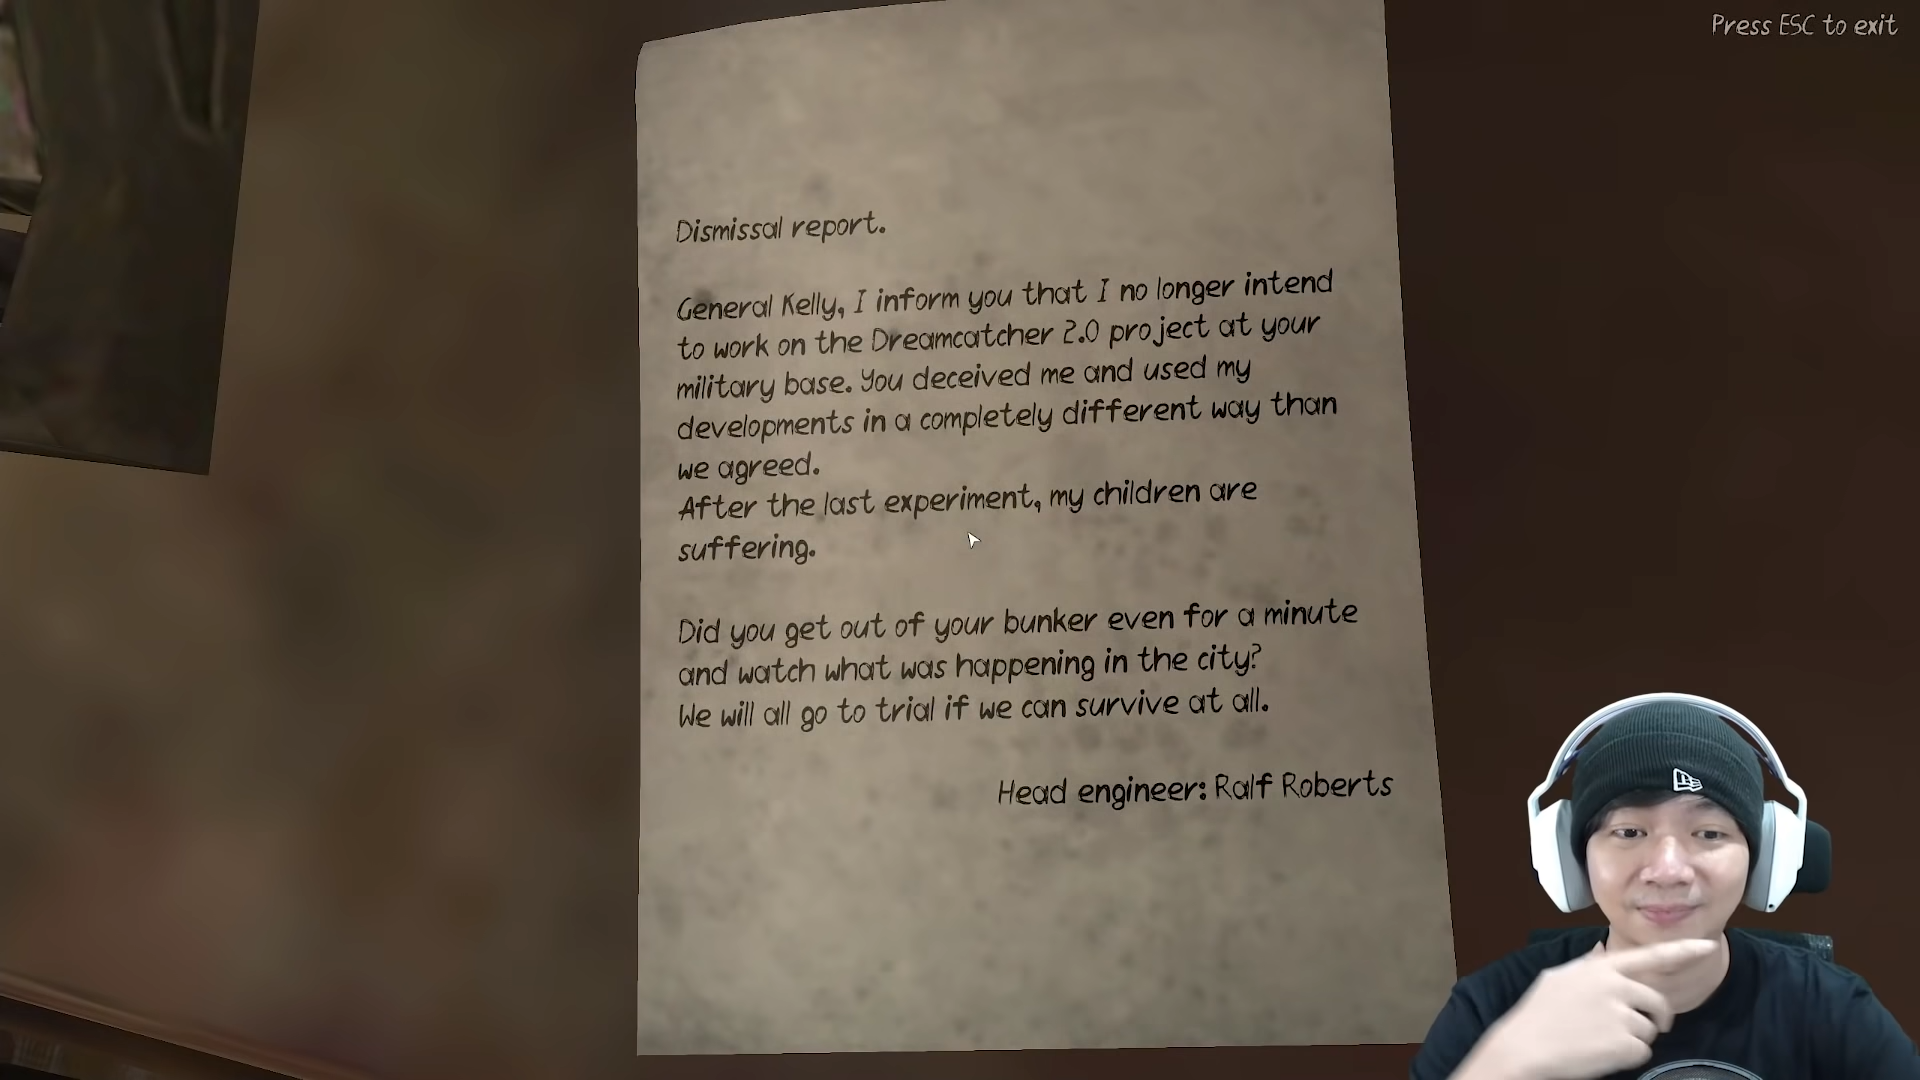 Press ESC to exit
Dismissal report.
General Kelly, I inform you that I no longer intend
to work on the Dreamcatcher 2.0 project at your
military base. You deceived me and used my
developments in a completely different way than
we agreed.
After the last experiment, my children are
suffering.
Did you get out of your bunker even for a minute
and watch what was happening in the city?
We will all go to trial if we can survive at all.
Head engineer: Ralf Roberts